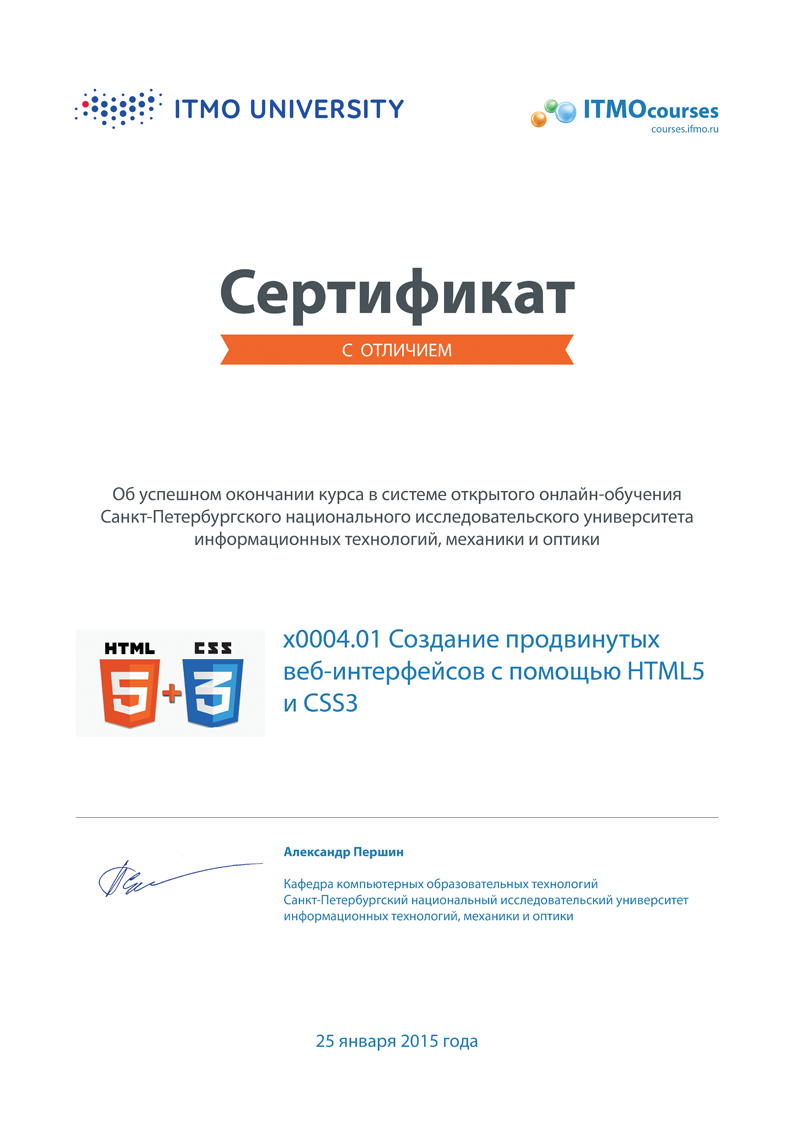 ITMO UNIVERSITY
ITMOcourses
courses.ifmo.ru
Сертификат
С ОТЛИЧИЕМ
Об успешном окончании курса в системе открытого онлайн-обучения
Санкт-Петербургского национального исследовательского университета
информационных технологий, механики и оптики
HTML CSS
5 + 3
x0004.01 Создание продвинутых
веб-интерфейсов с помощью HTML5
и CSS3
Александр Першин
Кафедра компьютерных образовательных технологий
Санкт-Петербургский национальный исследовательский университет
информационных технологий, механики и оптики
25 января 2015 года